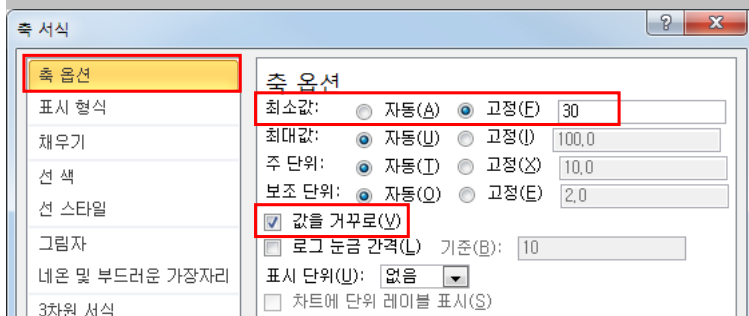 축 서식
축 옵션
표시 형식
채우기
선 색
선 스타일
그림자
네온 및 부드러운 가장자리
3차원 서식
축 옵션
최소값: 자동(A) 고정(F) 30
최대값: 자동(U) 고정(I) 100,0
주 단위: 자동(T) 고정(X) 10,0
보조 단위: 자동(O) 고정(E) 2,0
값을 거꾸로(V)
로그 눈금 간격(L) 기준(B): 10
표시 단위(U): 없음
차트에 단위 레이블 표시(S)